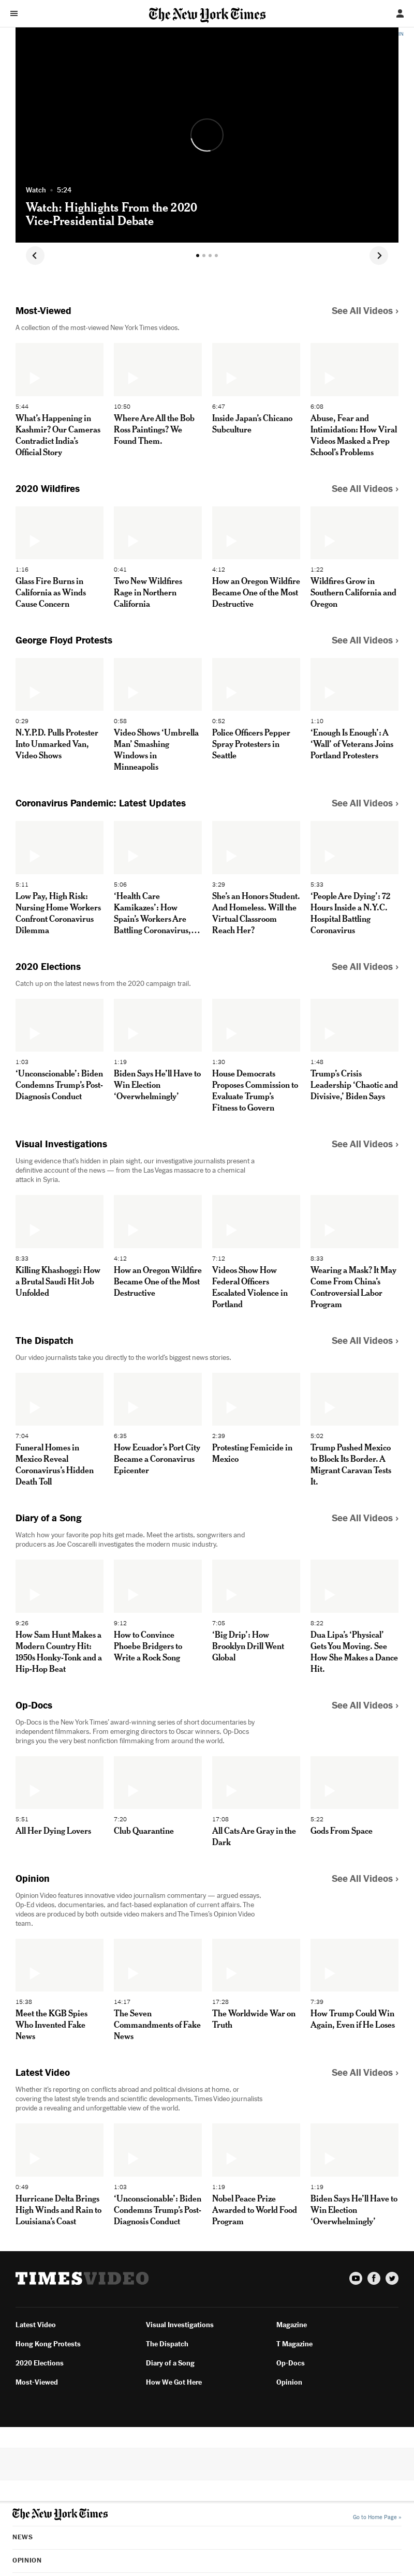 The New York Times
IN
Watch • 5:24
Watch: Highlights From the 2020
Vice-Presidential Debate
Most-Viewed
See All Videos ›
A collection of the most-viewed New York Times videos.
5:44
What's Happening in
Kashmir? Our Cameras
Contradict India's
Official Story
10:50
Where Are All the Bob
Ross Paintings? We
Found Them.
6:47
Inside Japan's Chicano
Subculture
6:08
Abuse, Fear and
Intimidation: How Viral
Videos Masked a Prep
School's Problems
2020 Wildfires
See All Videos ›
1:16
Glass Fire Burns in
California as Winds
Cause Concern
0:41
Two New Wildfires
Rage in Northern
California
4:12
How an Oregon Wildfire
Became One of the Most
Destructive
1:22
Wildfires Grow in
Southern California and
Oregon
George Floyd Protests
See All Videos ›
0:29
N.Y.P.D. Pulls Protester
Into Unmarked Van,
Video Shows
0:58
Video Shows ‘Umbrella
Man’ Smashing
Windows in
Minneapolis
0:52
Police Officers Pepper
Spray Protesters in
Seattle
1:10
‘Enough Is Enough’: A
‘Wall’ of Veterans Joins
Portland Protesters
Coronavirus Pandemic: Latest Updates
See All Videos ›
5:11
Low Pay, High Risk:
Nursing Home Workers
Confront Coronavirus
Dilemma
5:06
‘Health Care
Kamikazes’: How
Spain's Workers Are
Battling Coronavirus,…
3:29
She's an Honors Student.
And Homeless. Will the
Virtual Classroom
Reach Her?
5:33
‘People Are Dying’: 72
Hours Inside a N.Y.C.
Hospital Battling
Coronavirus
2020 Elections
See All Videos ›
Catch up on the latest news from the 2020 campaign trail.
1:03
‘Unconscionable’: Biden
Condemns Trump's Post-
Diagnosis Conduct
1:19
Biden Says He'll Have to
Win Election
‘Overwhelmingly’
1:30
House Democrats
Proposes Commission to
Evaluate Trump's
Fitness to Govern
1:48
Trump's Crisis
Leadership ‘Chaotic and
Divisive,’ Biden Says
Visual Investigations
See All Videos ›
Using evidence that's hidden in plain sight, our investigative journalists present a
definitive account of the news — from the Las Vegas massacre to a chemical
attack in Syria.
8:33
Killing Khashoggi: How
a Brutal Saudi Hit Job
Unfolded
4:12
How an Oregon Wildfire
Became One of the Most
Destructive
7:12
Videos Show How
Federal Officers
Escalated Violence in
Portland
8:33
Wearing a Mask? It May
Come From China's
Controversial Labor
Program
The Dispatch
See All Videos ›
Our video journalists take you directly to the world's biggest news stories.
7:04
Funeral Homes in
Mexico Reveal
Coronavirus's Hidden
Death Toll
6:35
How Ecuador's Port City
Became a Coronavirus
Epicenter
2:39
Protesting Femicide in
Mexico
5:02
Trump Pushed Mexico
to Block Its Border. A
Migrant Caravan Tests
It.
Diary of a Song
See All Videos ›
Watch how your favorite pop hits get made. Meet the artists, songwriters and
producers as Joe Coscarelli investigates the modern music industry.
9:26
How Sam Hunt Makes a
Modern Country Hit:
1950s Honky-Tonk and a
Hip-Hop Beat
9:12
How to Convince
Phoebe Bridgers to
Write a Rock Song
7:05
‘Big Drip’: How
Brooklyn Drill Went
Global
8:22
Dua Lipa's ‘Physical’
Gets You Moving. See
How She Makes a Dance
Hit.
Op-Docs
See All Videos ›
Op-Docs is the New York Times' award-winning series of short documentaries by
independent filmmakers. From emerging directors to Oscar winners, Op-Docs
brings you the very best nonfiction filmmaking from around the world.
5:51
All Her Dying Lovers
7:20
Club Quarantine
17:08
All Cats Are Gray in the
Dark
5:22
Gods From Space
Opinion
See All Videos ›
Opinion Video features innovative video journalism commentary — argued essays,
Op-Ed videos, documentaries, and fact-based explanation of current affairs. The
videos are produced by both outside video makers and The Times's Opinion Video
team.
15:38
Meet the KGB Spies
Who Invented Fake
News
14:17
The Seven
Commandments of Fake
News
17:28
The Worldwide War on
Truth
7:39
How Trump Could Win
Again, Even if He Loses
Latest Video
See All Videos ›
Whether it's reporting on conflicts abroad and political divisions at home, or
covering the latest style trends and scientific developments, Times Video journalists
provide a revealing and unforgettable view of the world.
0:49
Hurricane Delta Brings
High Winds and Rain to
Louisiana's Coast
1:03
‘Unconscionable’: Biden
Condemns Trump's Post-
Diagnosis Conduct
1:19
Nobel Peace Prize
Awarded to World Food
Program
1:19
Biden Says He'll Have to
Win Election
‘Overwhelmingly’
TIMESVIDEO
Latest Video
Visual Investigations
Magazine
Hong Kong Protests
The Dispatch
T Magazine
2020 Elections
Diary of a Song
Op-Docs
Most-Viewed
How We Got Here
Opinion
The New York Times
Go to Home Page »
NEWS
OPINION